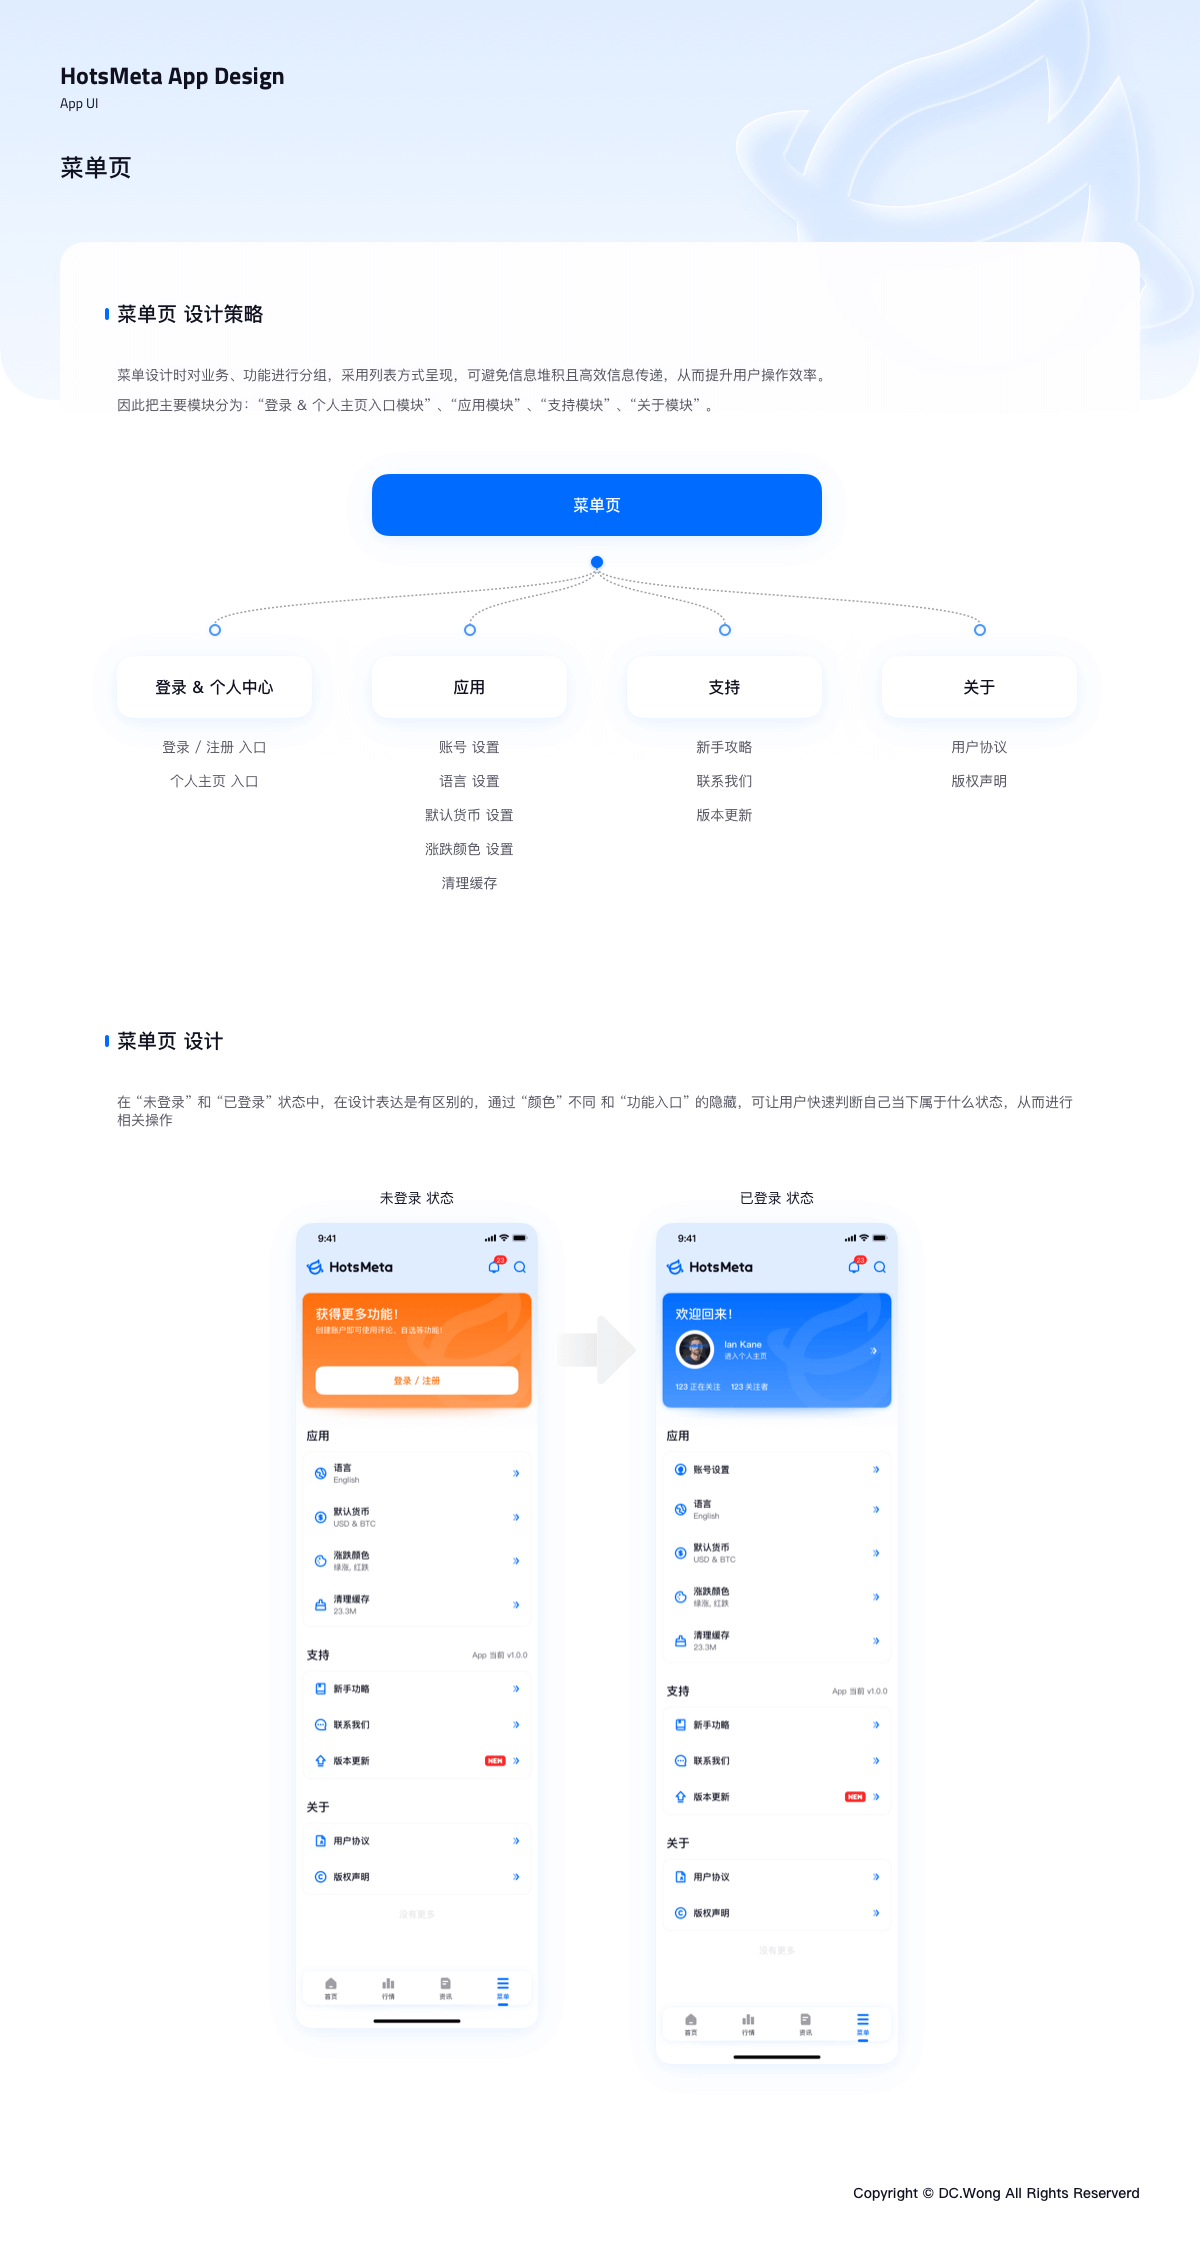 HotsMeta App Design
App UI
菜单页
菜单页 设计策略
菜单设计时对业务、功能进行分组，采用列表方式呈现，可避免信息堆积且高效信息传递，从而提升用户操作效率。
因此把主要模块分为：“登录 & 个人主页入口模块”、“应用模块”、“支持模块”、“关于模块”。
菜单页
登录 & 个人中心
登录 / 注册 入口
个人主页 入口
应用
账号 设置
语言 设置
默认货币 设置
涨跌颜色 设置
清理缓存
支持
新手攻略
联系我们
版本更新
关于
用户协议
版权声明
菜单页 设计
在 “未登录” 和 “已登录” 状态中，在设计表达是有区别的，通过 “颜色” 不同 和 “功能入口” 的隐藏，可让用户快速判断自己当下属于什么状态，从而进行
相关操作
未登录 状态
9:41
HotsMeta
23
获得更多功能！
创建账户即可使用评论、自选等功能！
登录 / 注册
应用
语言
English
默认货币
USD & BTC
涨跌颜色
绿涨, 红跌
清理缓存
23.3M
支持
App 当前 v1.0.0
新手功略
联系我们
版本更新
NEW
关于
用户协议
版权声明
没有更多
首页
行情
资讯
菜单
已登录 状态
9:41
HotsMeta
23
欢迎回来！
Ian Kane
进入个人主页
123 正在关注
123 关注者
应用
账号设置
语言
English
默认货币
USD & BTC
涨跌颜色
绿涨, 红跌
清理缓存
23.3M
支持
App 当前 v1.0.0
新手功略
联系我们
版本更新
NEW
关于
用户协议
版权声明
没有更多
首页
行情
资讯
菜单
Copyright © DC.Wong All Rights Reserverd